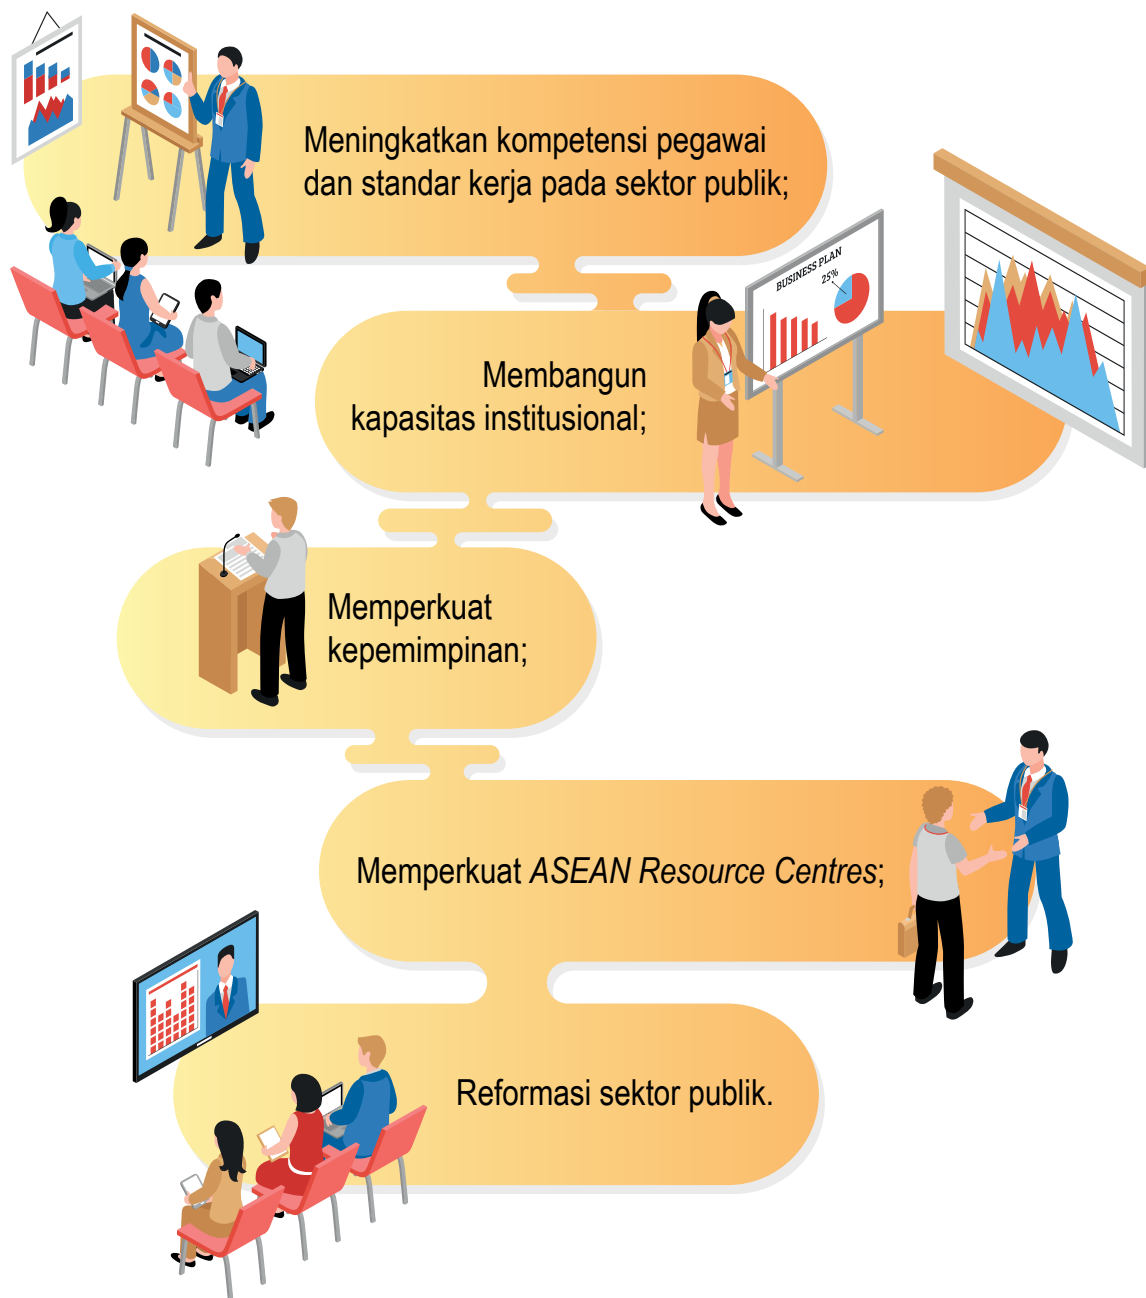 Meningkatkan kompetensi pegawai
dan standar kerja pada sektor publik;
BUSINESS PLAN
25%
Membangun
kapasitas institusional;
Memperkuat
kepemimpinan;
Memperkuat ASEAN Resource Centres;
Reformasi sektor publik.